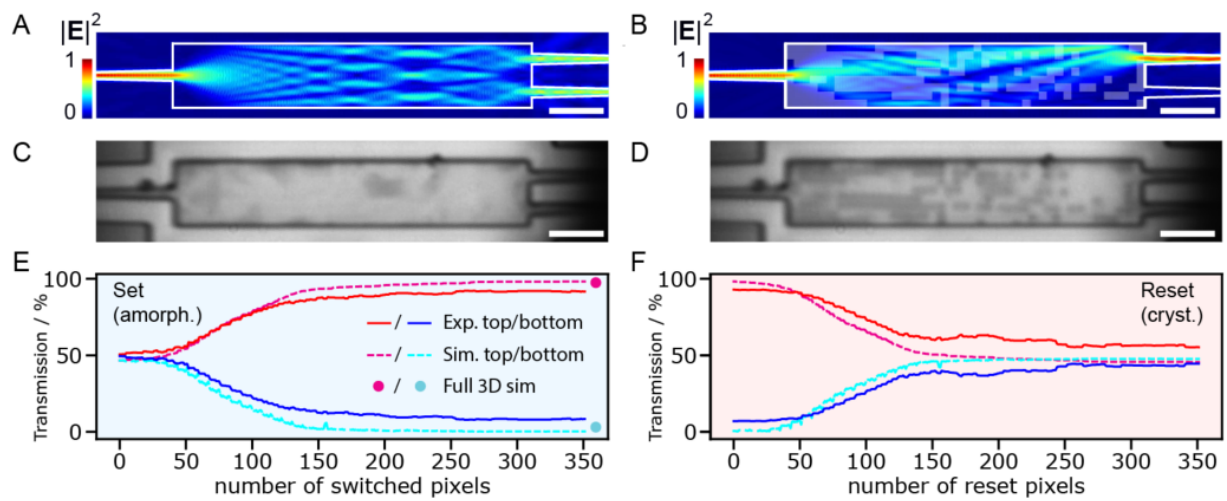 A
|E|²
1
0
B
|E|²
1
0
C
D
E
Transmission / %
100
50
0
Set
(amorph.)
/ Exp. top/bottom
/ Sim. top/bottom
/ Full 3D sim
0 50 100 150 200 250 300 350
number of switched pixels
F
Transmission / %
100
50
0
Reset
(cryst.)
0 50 100 150 200 250 300 350
number of reset pixels